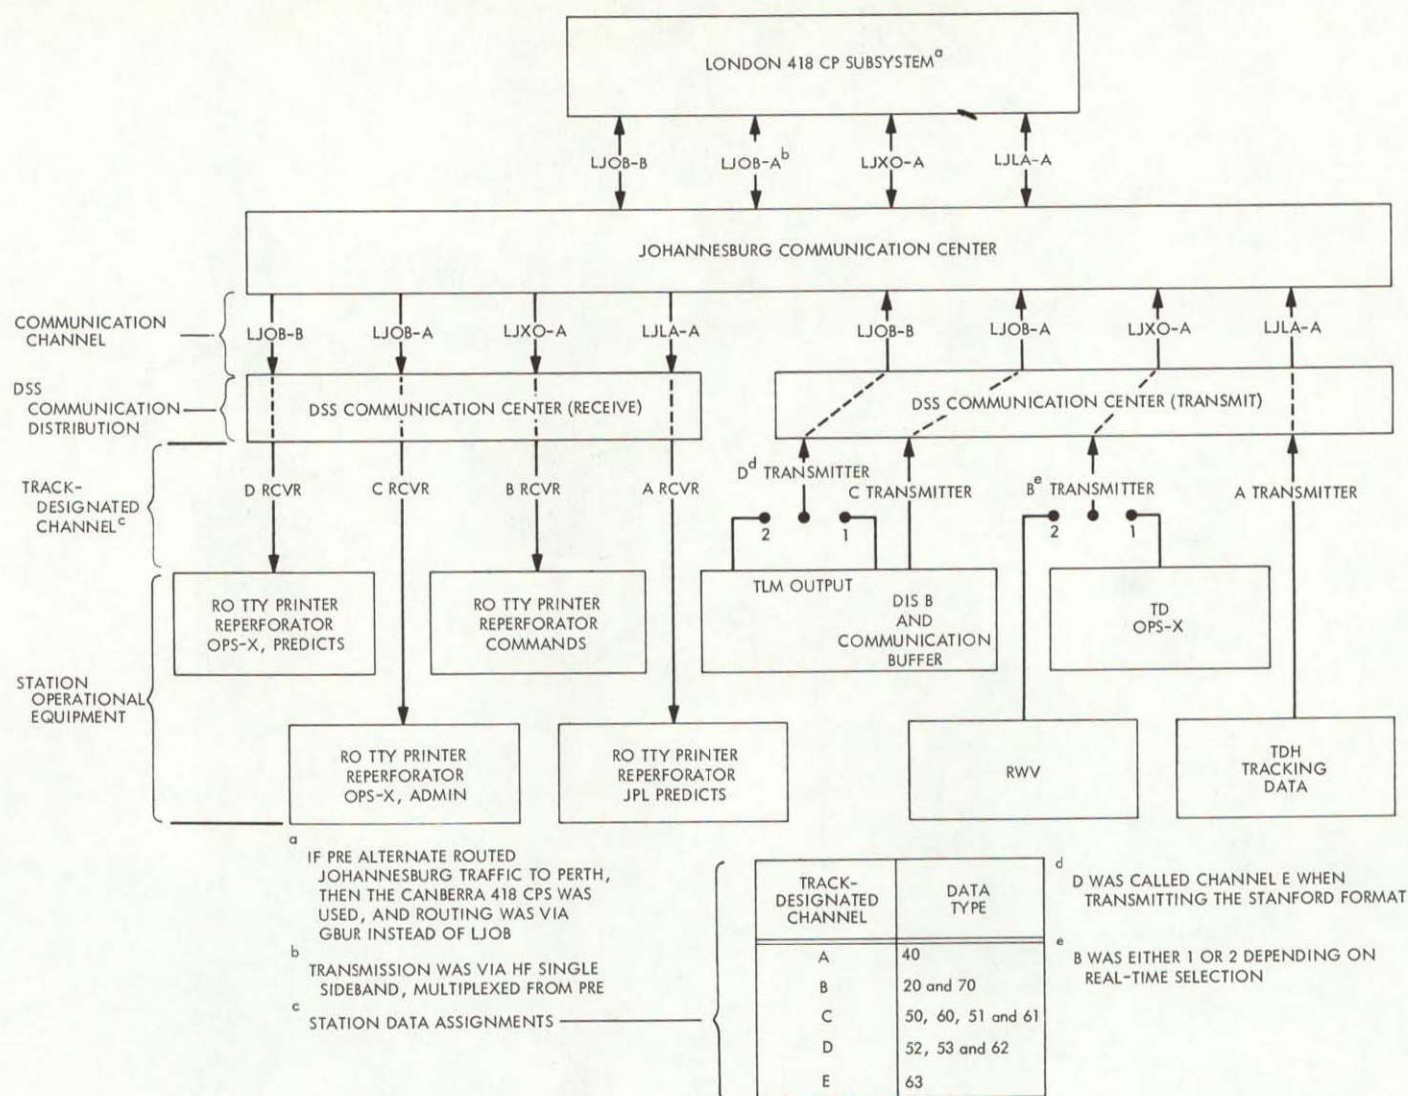 LONDON 418 CP SUBSYSTEMᵃ
LJOB-B
LJOB-Aᵇ
LJXO-A
LJLA-A
JOHANNESBURG COMMUNICATION CENTER
COMMUNICATION
CHANNEL
LJOB-B
LJOB-A
LJXO-A
LJLA-A
LJOB-B
LJOB-A
LJXO-A
LJLA-A
DSS
COMMUNICATION
DISTRIBUTION
DSS COMMUNICATION CENTER (RECEIVE)
DSS COMMUNICATION CENTER (TRANSMIT)
TRACK-
DESIGNATED
CHANNELᶜ
D RCVR
C RCVR
B RCVR
A RCVR
Dᵈ TRANSMITTER
C TRANSMITTER
Bᵉ TRANSMITTER
A TRANSMITTER
2
1
2
1
STATION
OPERATIONAL
EQUIPMENT
RO TTY PRINTER
REPERFORATOR
OPS-X, PREDICTS
RO TTY PRINTER
REPERFORATOR
COMMANDS
TLM OUTPUT
DIS B
AND
COMMUNICATION
BUFFER
TD
OPS-X
RO TTY PRINTER
REPERFORATOR
OPS-X, ADMIN
RO TTY PRINTER
REPERFORATOR
JPL PREDICTS
RWV
TDH
TRACKING
DATA
a
IF PRE ALTERNATE ROUTED
JOHANNESBURG TRAFFIC TO PERTH,
THEN THE CANBERRA 418 CPS WAS
USED, AND ROUTING WAS VIA
GBUR INSTEAD OF LJOB
b
TRANSMISSION WAS VIA HF SINGLE
SIDEBAND, MULTIPLEXED FROM PRE
c
STATION DATA ASSIGNMENTS
TRACK-
DESIGNATED
CHANNEL
DATA
TYPE
A 40
B 20 and 70
C 50, 60, 51 and 61
D 52, 53 and 62
E 63
d
D WAS CALLED CHANNEL E WHEN
TRANSMITTING THE STANFORD FORMAT
e
B WAS EITHER 1 OR 2 DEPENDING ON
REAL-TIME SELECTION